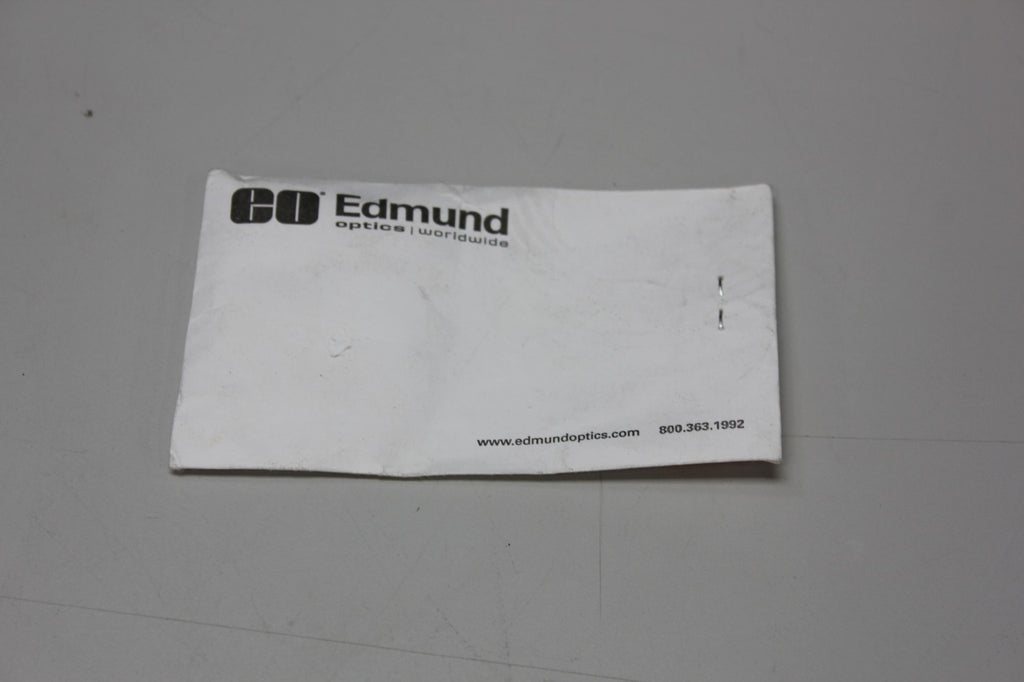 eo Edmund
optics | worldwide
www.edmundoptics.com 800.363.1992